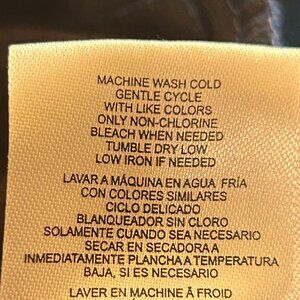 MACHINE WASH COLD
GENTLE CYCLE
WITH LIKE COLORS
ONLY NON-CHLORINE
BLEACH WHEN NEEDED
TUMBLE DRY LOW
LOW IRON IF NEEDED
LAVAR A MÁQUINA EN AGUA FRÍA
CON COLORES SIMILARES
CICLO DELICADO
BLANQUEADOR SIN CLORO
SOLAMENTE CUANDO SEA NECESARIO
SECAR EN SECADORA A
INMEDIATAMENTE PLANCHA A TEMPERATURA
BAJA, SI ES NECESARIO
LAVER EN MACHINE À FROID